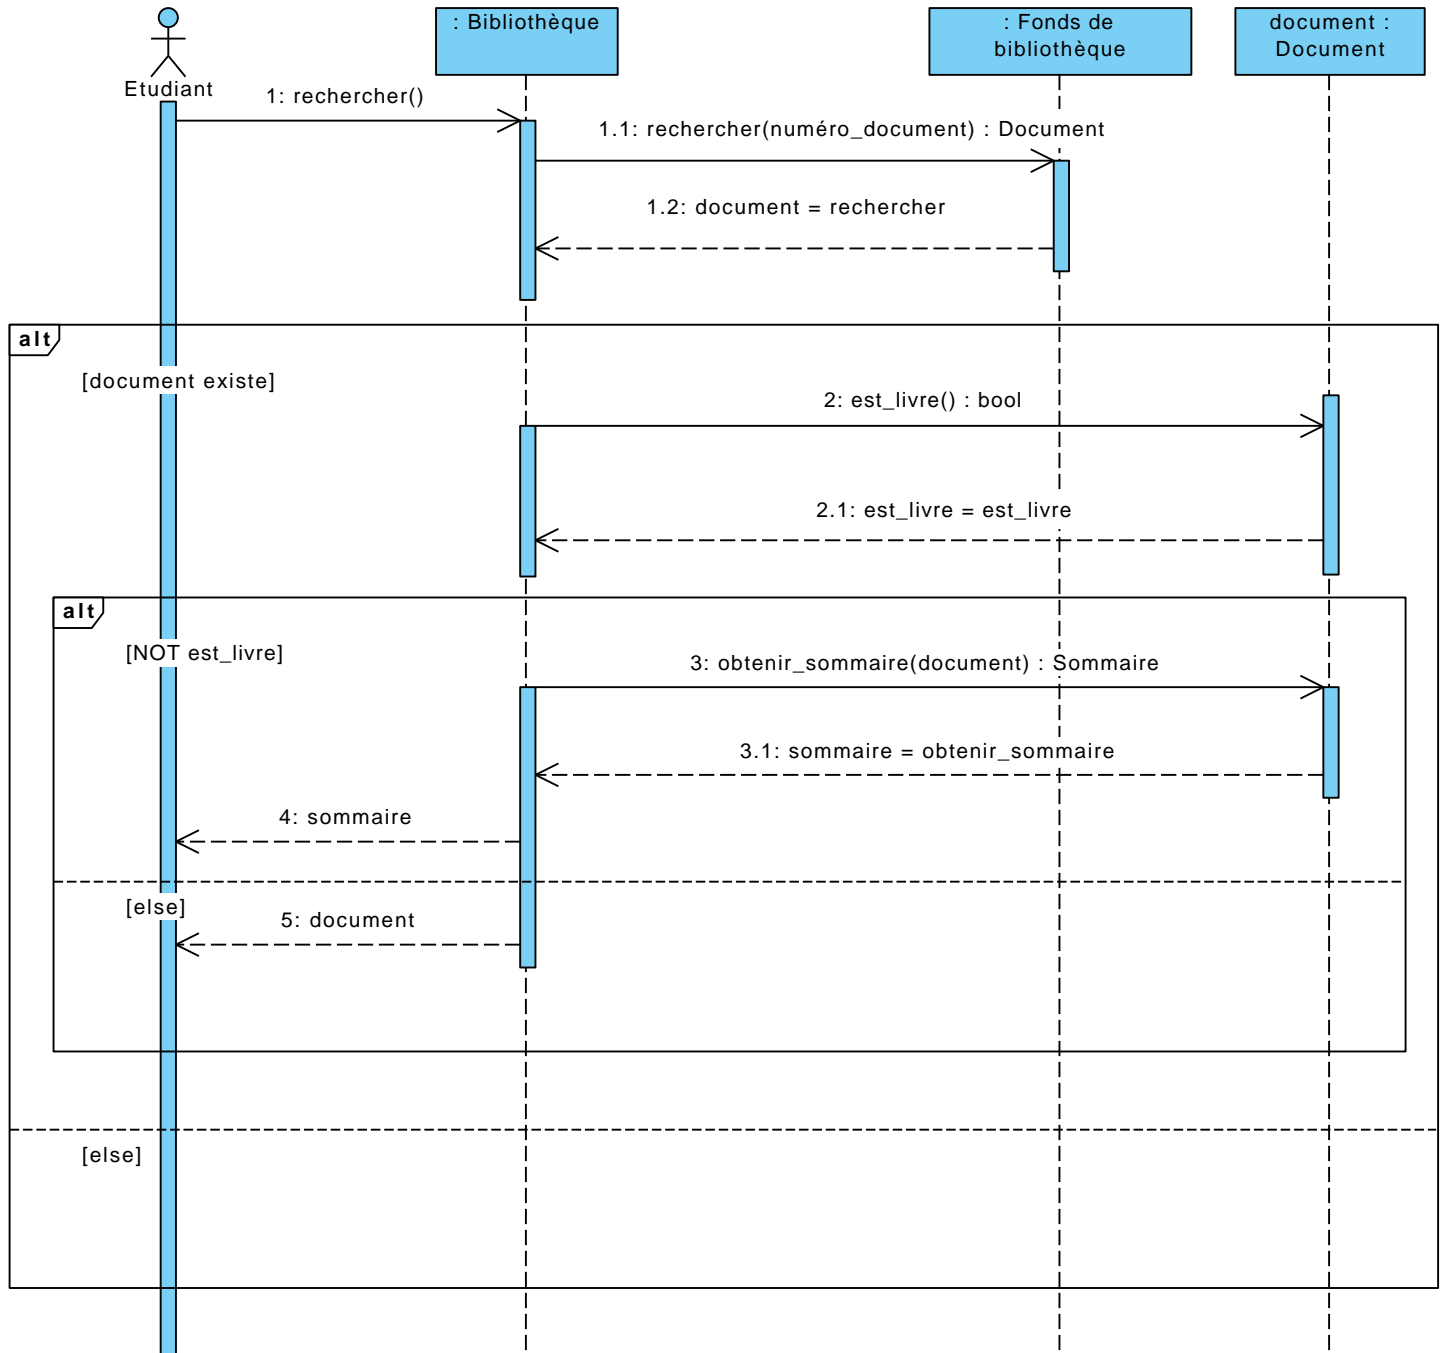 : Bibliothèque
: Fonds de
bibliothèque
document :
Document
Etudiant
1: rechercher()
1.1: rechercher(numéro_document) : Document
1.2: document = rechercher
alt
[document existe]
2: est_livre() : bool
2.1: est_livre = est_livre
alt
[NOT est_livre]
3: obtenir_sommaire(document) : Sommaire
3.1: sommaire = obtenir_sommaire
4: sommaire
[else]
5: document
[else]